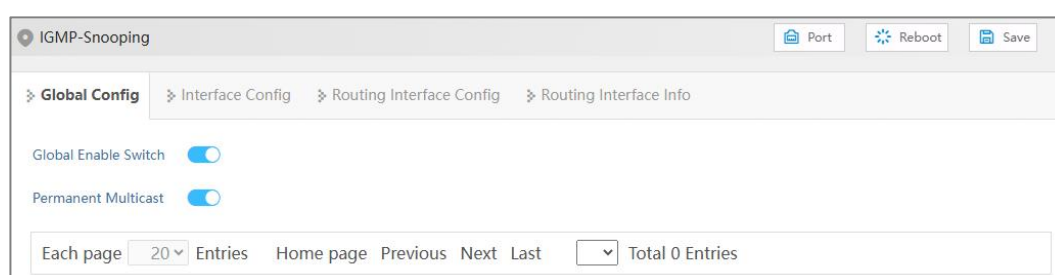 IGMP-Snooping Port Reboot Save
Global Config Interface Config Routing Interface Config Routing Interface Info
Global Enable Switch
Permanent Multicast
Each page 20 Entries Home page Previous Next Last Total 0 Entries